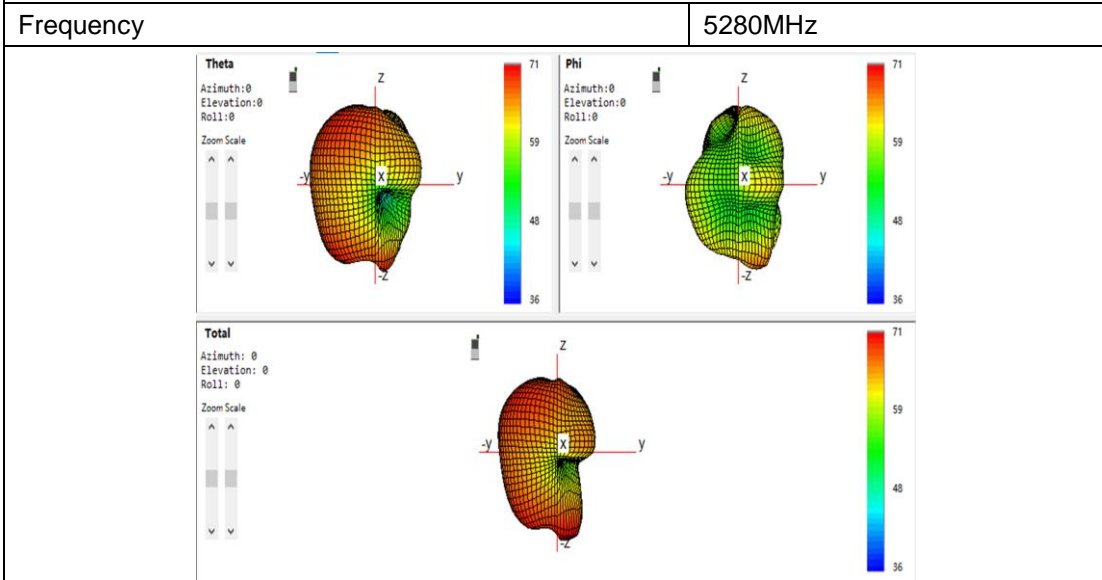 Frequency 5280MHz
Theta
Azimuth:0
Elevation:0
Roll:0
Zoom Scale
z
-y
x
y
-z
71
59
48
36
Phi
Azimuth:0
Elevation:0
Roll:0
Zoom Scale
z
-y
x
y
-z
71
59
48
36
Total
Azimuth: 0
Elevation: 0
Roll: 0
Zoom Scale
z
-y
x
y
-z
71
59
48
36